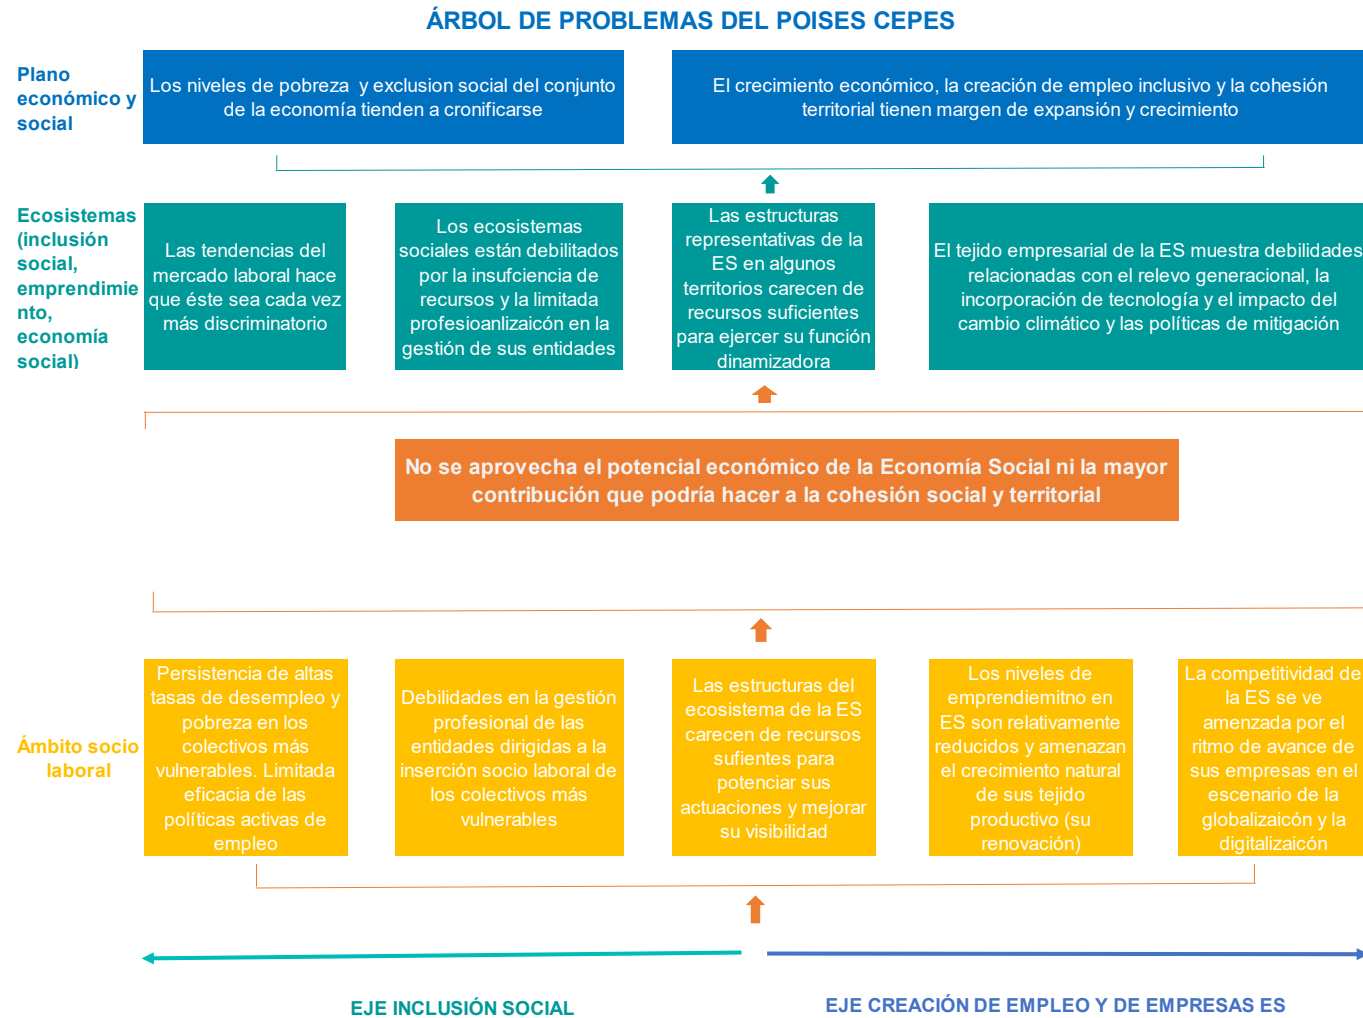 ÁRBOL DE PROBLEMAS DEL POISES CEPES
Plano
económico y
social
Los niveles de pobreza y exclusion social del conjunto
de la economía tienden a cronificarse
El crecimiento económico, la creación de empleo inclusivo y la cohesión
territorial tienen margen de expansión y crecimiento
Ecosistemas
(inclusión
social,
emprendimie
nto,
economía
social)
Las tendencias del
mercado laboral hace
que éste sea cada vez
más discriminatorio
Los ecosistemas
sociales están debilitados
por la insufciencia de
recursos y la limitada
profesioanlizaicón en la
gestión de sus entidades
Las estructuras
representativas de la
ES en algunos
territorios carecen de
recursos suficientes
para ejercer su función
dinamizadora
El tejido empresarial de la ES muestra debilidades
relacionadas con el relevo generacional, la
incorporación de tecnología y el impacto del
cambio climático y las políticas de mitigación
No se aprovecha el potencial económico de la Economía Social ni la mayor
contribución que podría hacer a la cohesión social y territorial
Ámbito socio
laboral
Persistencia de altas
tasas de desempleo y
pobreza en los
colectivos más
vulnerables. Limitada
eficacia de las
políticas activas de
empleo
Debilidades en la gestión
profesional de las
entidades dirigidas a la
inserción socio laboral de
los colectivos más
vulnerables
Las estructuras del
ecosistema de la ES
carecen de recursos
sufientes para
potenciar sus
actuaciones y mejorar
su visibilidad
Los niveles de
emprendiemitno en
ES son relativamente
reducidos y amenazan
el crecimiento natural
de sus tejido
productivo (su
renovación)
La competitividad de
la ES se ve
amenzada por el
ritmo de avance de
sus empresas en el
escenario de la
globalizaicón y la
digitalizaicón
EJE INCLUSIÓN SOCIAL
EJE CREACIÓN DE EMPLEO Y DE EMPRESAS ES